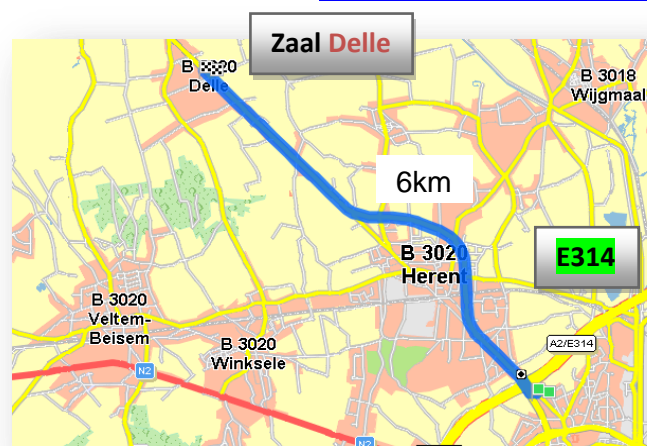 Zaal Delle
B 3020
Delle
B 3018
Wijgmaal
6km
B 3020
Herent
E314
B 3020
Veltem-
Beisem
B 3020
Winksele
A2/E314
N2
N2